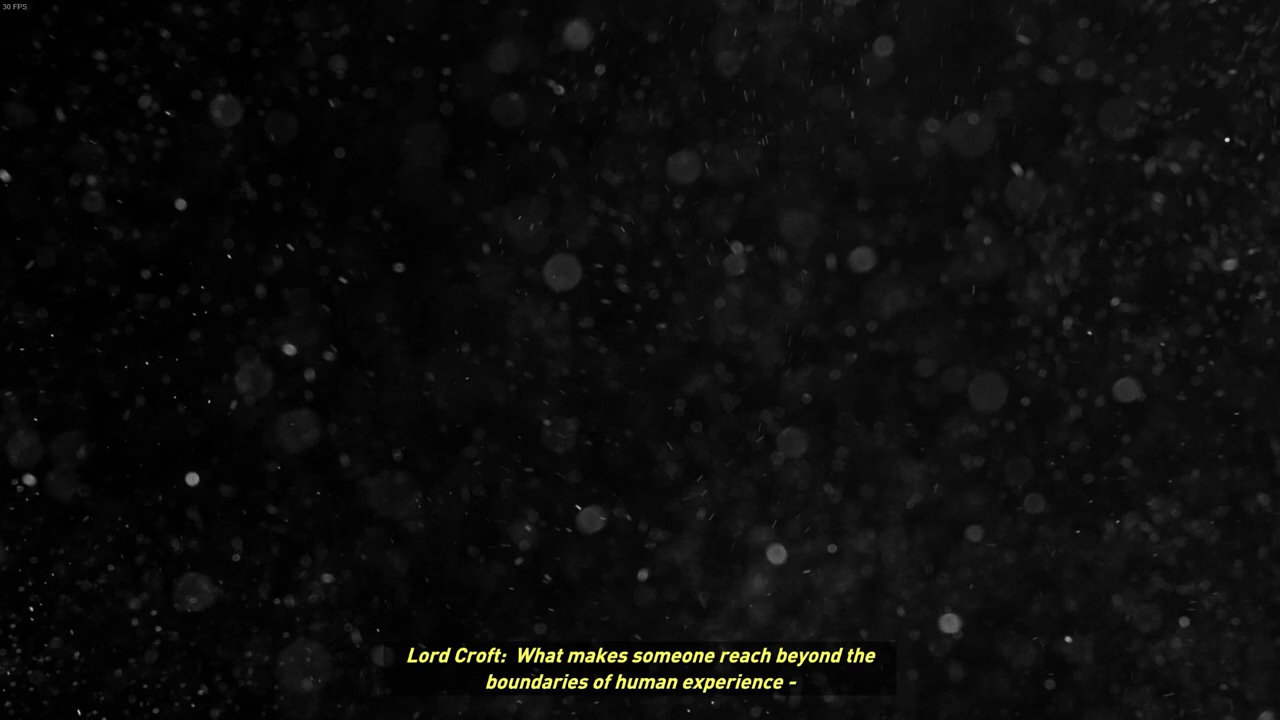 30 FPS
Lord Croft: What makes someone reach beyond the
boundaries of human experience -